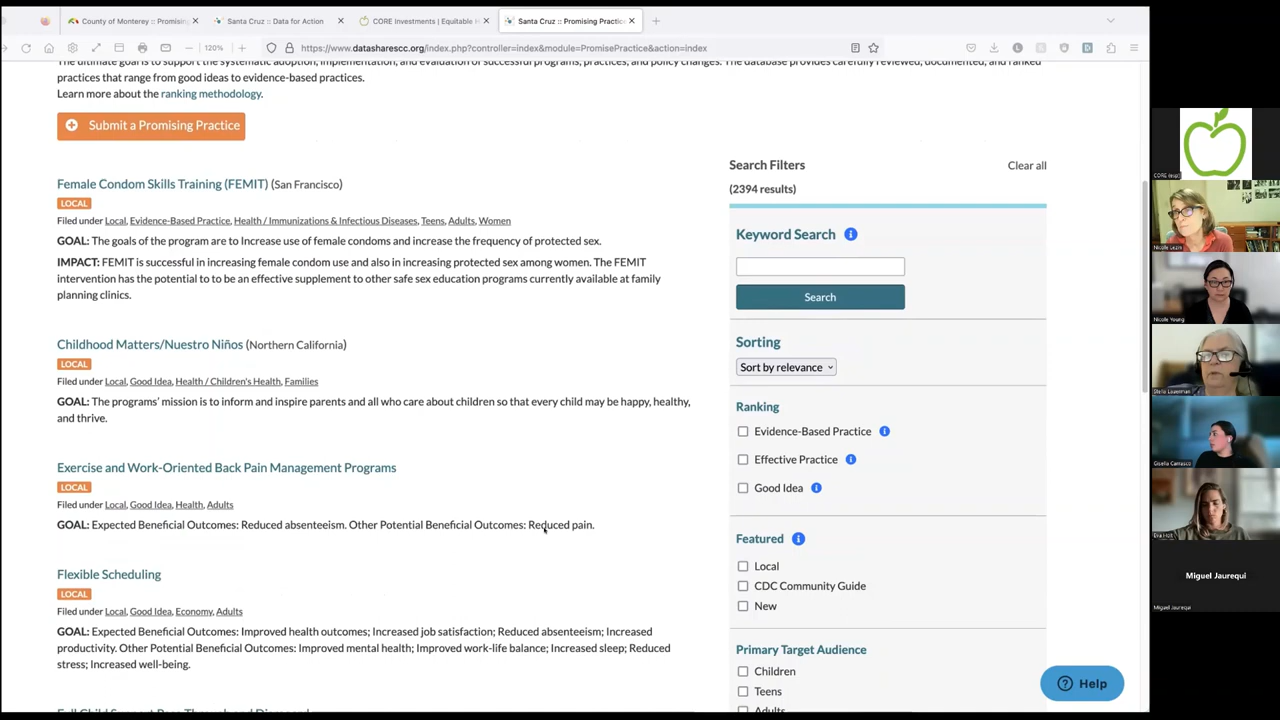 County of Monterey :: Promising
Santa Cruz :: Data for Action
CORE Investments | Equitable H
Santa Cruz :: Promising Practic
120%
https://www.datasharescc.org/index.php?controller=index&module=PromisePractice&action=index
The ultimate goal is to support the systematic adoption, implementation, and evaluation of successful programs, practices, and policy changes. The database provides carefully reviewed, documented, and ranked
practices that range from good ideas to evidence-based practices.
Learn more about the ranking methodology.
Submit a Promising Practice
Female Condom Skills Training (FEMIT) (San Francisco)
LOCAL
Filed under Local, Evidence-Based Practice, Health / Immunizations & Infectious Diseases, Teens, Adults, Women
GOAL: The goals of the program are to Increase use of female condoms and increase the frequency of protected sex.
IMPACT: FEMIT is successful in increasing female condom use and also in increasing protected sex among women. The FEMIT
intervention has the potential to to be an effective supplement to other safe sex education programs currently available at family
planning clinics.
Childhood Matters/Nuestro Niños (Northern California)
LOCAL
Filed under Local, Good Idea, Health / Children's Health, Families
GOAL: The programs' mission is to inform and inspire parents and all who care about children so that every child may be happy, healthy,
and thrive.
Exercise and Work-Oriented Back Pain Management Programs
LOCAL
Filed under Local, Good Idea, Health, Adults
GOAL: Expected Beneficial Outcomes: Reduced absenteeism. Other Potential Beneficial Outcomes: Reduced pain.
Flexible Scheduling
LOCAL
Filed under Local, Good Idea, Economy, Adults
GOAL: Expected Beneficial Outcomes: Improved health outcomes; Increased job satisfaction; Reduced absenteeism; Increased
productivity. Other Potential Beneficial Outcomes: Improved mental health; Improved work-life balance; Increased sleep; Reduced
stress; Increased well-being.
Search Filters
Clear all
(2394 results)
Keyword Search
Search
Sorting
Sort by relevance
Ranking
Evidence-Based Practice
Effective Practice
Good Idea
Featured
Local
CDC Community Guide
New
Primary Target Audience
Children
Teens
Adults
Help
Nicole Lezin
Nicole Young
Gisella Carrasco
Eva Holt
Miguel Jaurequi
Miguel Jaurequi